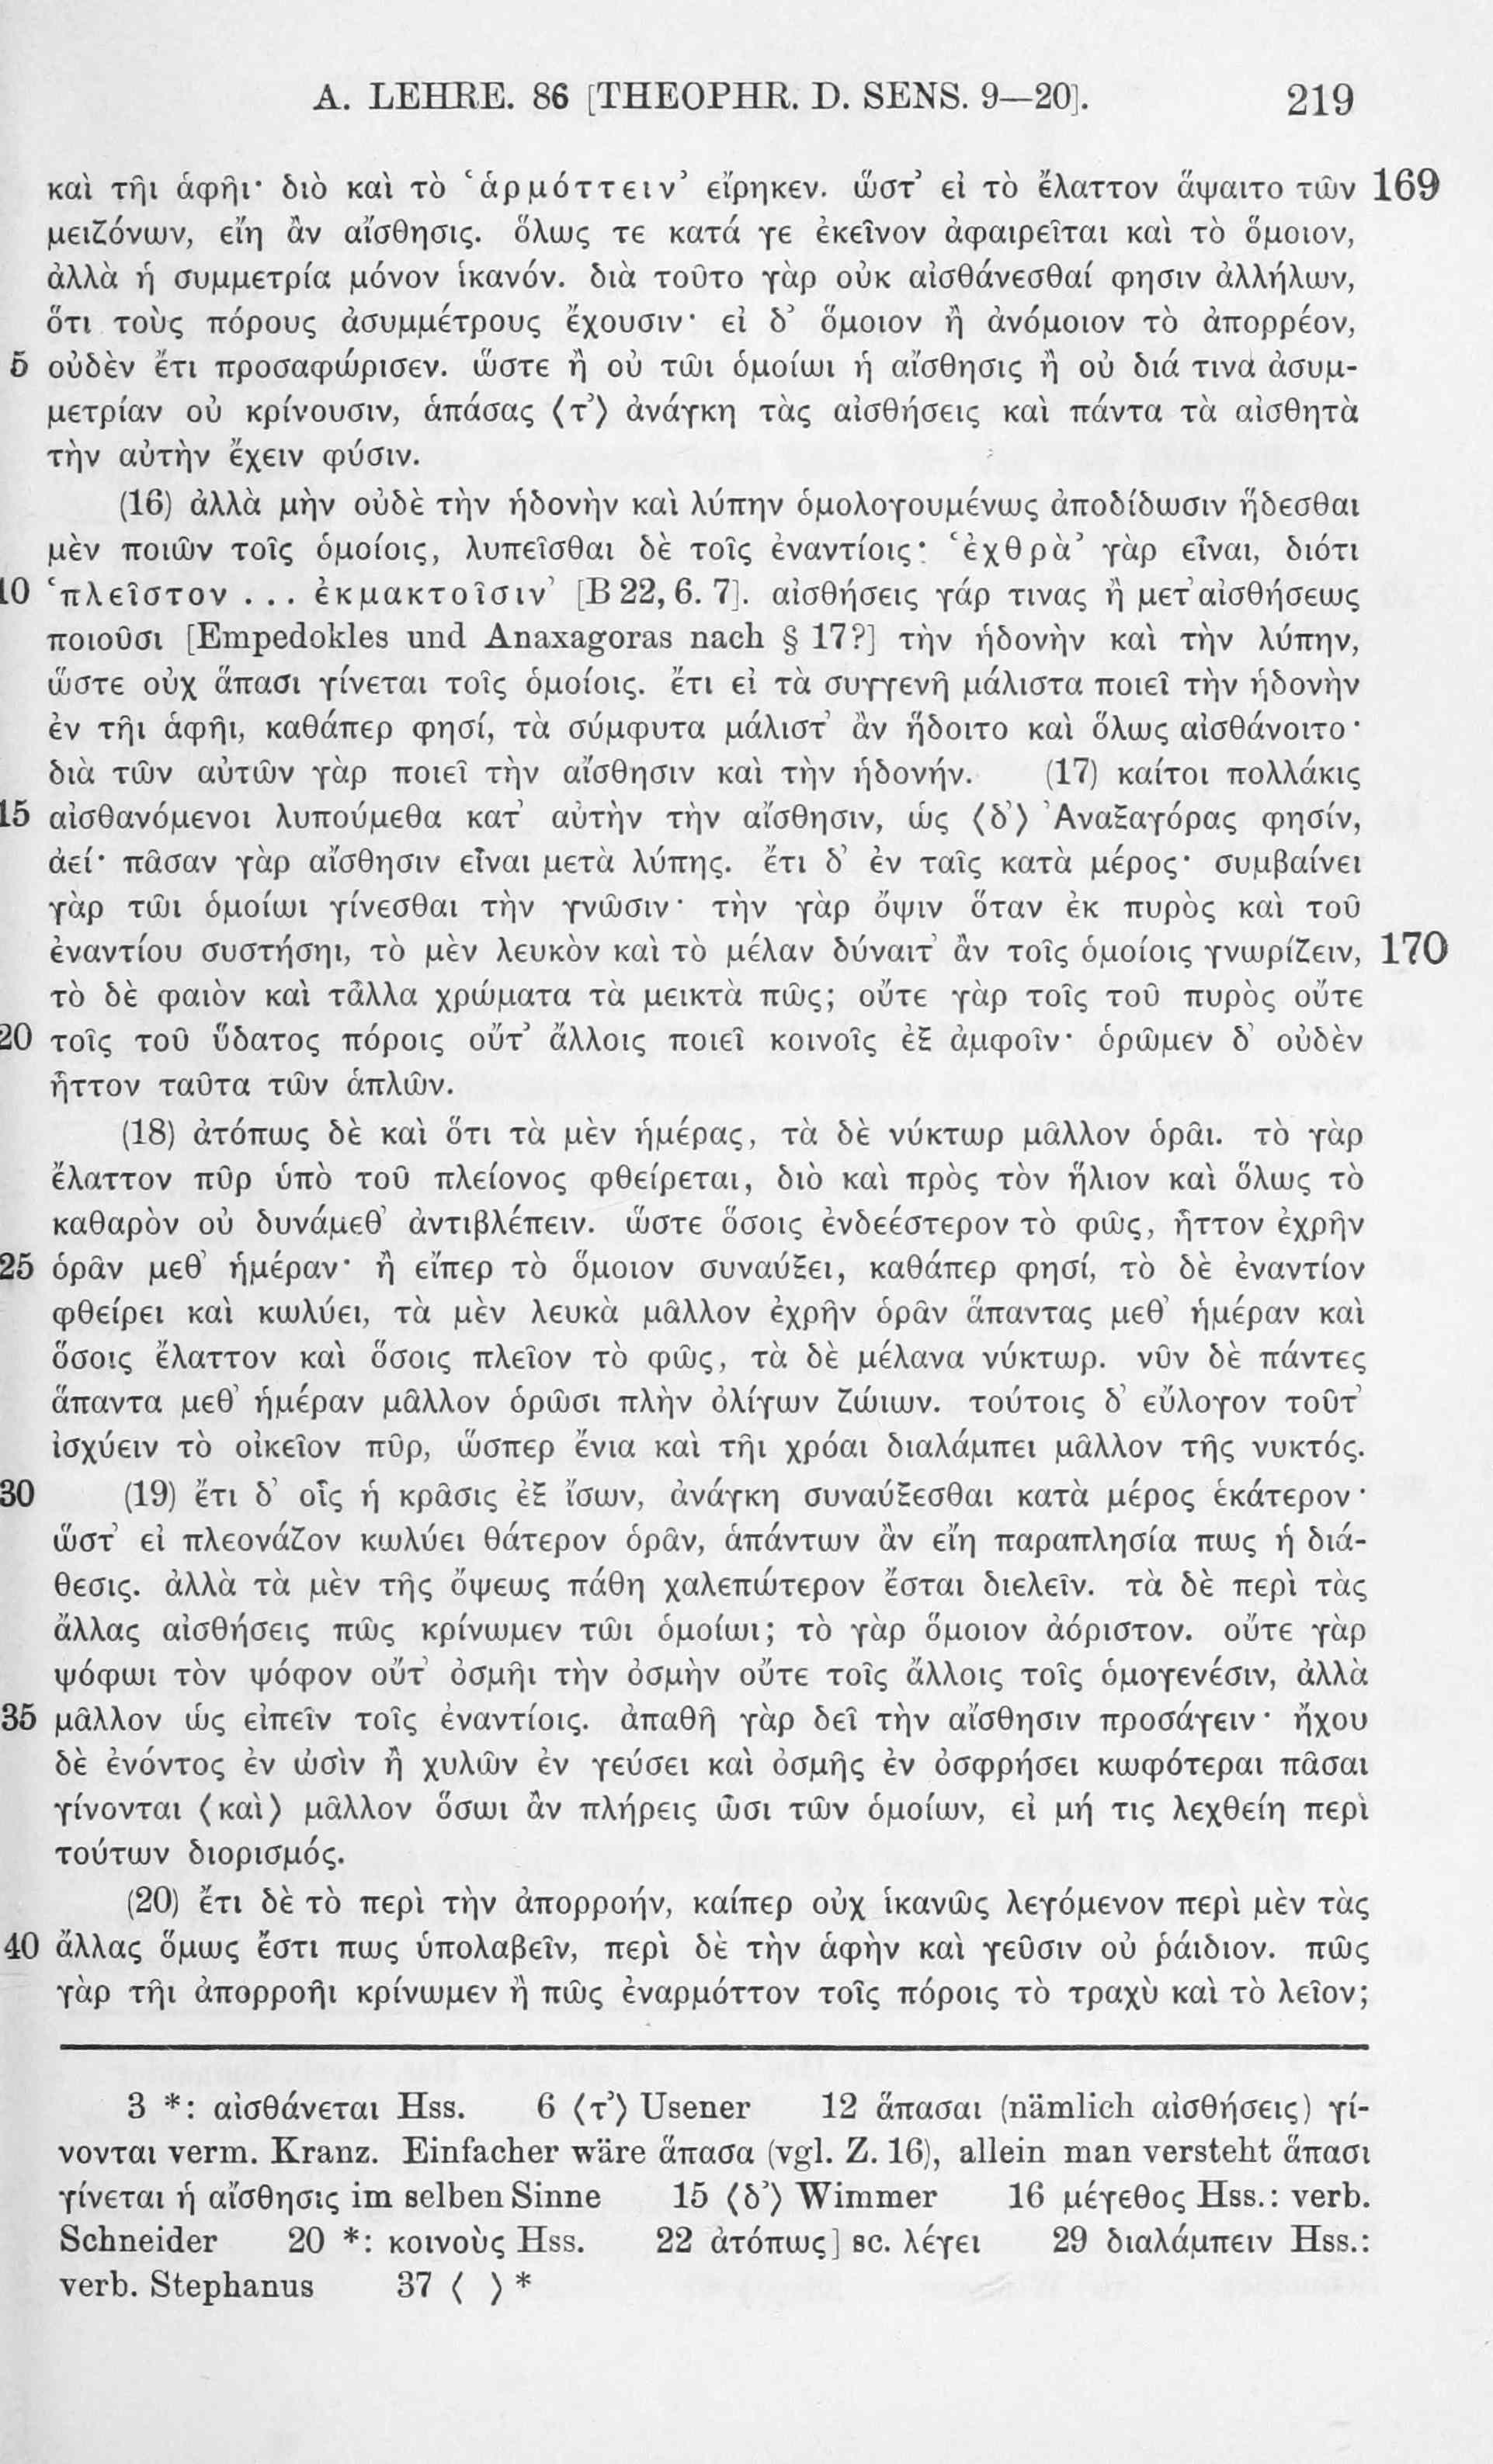 A. LEHRE. 86 [THEOPHR. D. SENS. 9—20]. 219
καὶ τῆι ἁφῆι· διὸ καὶ τὸ ‘ἁρμόττειν’ εἴρηκεν. ὥστ’ εἰ τὸ ἔλαττον ἅψαιτο τῶν 169
μειζόνων, εἴη ἂν αἴσθησις. ὅλως τε κατά γε ἐκεῖνον ἀφαιρεῖται καὶ τὸ ὅμοιον,
ἀλλὰ ἡ συμμετρία μόνον ἱκανόν. διὰ τοῦτο γὰρ οὐκ αἰσθάνεσθαί φησιν ἀλλήλων,
ὅτι τοὺς πόρους ἀσυμμέτρους ἔχουσιν· εἰ δ’ ὅμοιον ἢ ἀνόμοιον τὸ ἀπορρέον,
5 οὐδὲν ἔτι προσαφώρισεν. ὥστε ἢ οὐ τῶι ὁμοίωι ἡ αἴσθησις ἢ οὐ διά τινα ἀσυμ-
μετρίαν οὐ κρίνουσιν, ἁπάσας ⟨τ’⟩ ἀνάγκη τὰς αἰσθήσεις καὶ πάντα τὰ αἰσθητὰ
τὴν αὐτὴν ἔχειν φύσιν.
(16) ἀλλὰ μὴν οὐδὲ τὴν ἡδονὴν καὶ λύπην ὁμολογουμένως ἀποδίδωσιν ἥδεσθαι
μὲν ποιῶν τοῖς ὁμοίοις, λυπεῖσθαι δὲ τοῖς ἐναντίοις· ‘ἐχθρὰ’ γὰρ εἶναι, διότι
10 ‘πλεῖστον ... ἐκμακτοῖσιν’ [B 22, 6. 7]. αἰσθήσεις γάρ τινας ἢ μετ’ αἰσθήσεως
ποιοῦσι [Empedokles und Anaxagoras nach § 17?] τὴν ἡδονὴν καὶ τὴν λύπην,
ὥστε οὐχ ἅπασι γίνεται τοῖς ὁμοίοις. ἔτι εἰ τὰ συγγενῆ μάλιστα ποιεῖ τὴν ἡδονὴν
ἐν τῆι ἁφῆι, καθάπερ φησί, τὰ σύμφυτα μάλιστ’ ἂν ἥδοιτο καὶ ὅλως αἰσθάνοιτο·
διὰ τῶν αὐτῶν γὰρ ποιεῖ τὴν αἴσθησιν καὶ τὴν ἡδονήν. (17) καίτοι πολλάκις
15 αἰσθανόμενοι λυπούμεθα κατ’ αὐτὴν τὴν αἴσθησιν, ὡς ⟨δ’⟩ Ἀναξαγόρας φησίν,
ἀεί· πᾶσαν γὰρ αἴσθησιν εἶναι μετὰ λύπης. ἔτι δ’ ἐν ταῖς κατὰ μέρος· συμβαίνει
γὰρ τῶι ὁμοίωι γίνεσθαι τὴν γνῶσιν· τὴν γὰρ ὄψιν ὅταν ἐκ πυρὸς καὶ τοῦ
ἐναντίου συστήσηι, τὸ μὲν λευκὸν καὶ τὸ μέλαν δύναιτ’ ἂν τοῖς ὁμοίοις γνωρίζειν, 170
τὸ δὲ φαιὸν καὶ τἆλλα χρώματα τὰ μεικτὰ πῶς; οὔτε γὰρ τοῖς τοῦ πυρὸς οὔτε
20 τοῖς τοῦ ὕδατος πόροις οὔτ’ ἄλλοις ποιεῖ κοινοῖς ἐξ ἀμφοῖν· ὁρῶμεν δ’ οὐδὲν
ἧττον ταῦτα τῶν ἁπλῶν.
(18) ἀτόπως δὲ καὶ ὅτι τὰ μὲν ἡμέρας, τὰ δὲ νύκτωρ μᾶλλον ὁρᾶι. τὸ γὰρ
ἔλαττον πῦρ ὑπὸ τοῦ πλείονος φθείρεται, διὸ καὶ πρὸς τὸν ἥλιον καὶ ὅλως τὸ
καθαρὸν οὐ δυνάμεθ’ ἀντιβλέπειν. ὥστε ὅσοις ἐνδεέστερον τὸ φῶς, ἧττον ἐχρῆν
25 ὁρᾶν μεθ’ ἡμέραν· ἢ εἴπερ τὸ ὅμοιον συναύξει, καθάπερ φησί, τὸ δὲ ἐναντίον
φθείρει καὶ κωλύει, τὰ μὲν λευκὰ μᾶλλον ἐχρῆν ὁρᾶν ἅπαντας μεθ’ ἡμέραν καὶ
ὅσοις ἔλαττον καὶ ὅσοις πλεῖον τὸ φῶς, τὰ δὲ μέλανα νύκτωρ. νῦν δὲ πάντες
ἅπαντα μεθ’ ἡμέραν μᾶλλον ὁρῶσι πλὴν ὀλίγων ζώιων. τούτοις δ’ εὔλογον τοῦτ’
ἰσχύειν τὸ οἰκεῖον πῦρ, ὥσπερ ἔνια καὶ τῆι χρόαι διαλάμπει μᾶλλον τῆς νυκτός.
30 (19) ἔτι δ’ οἷς ἡ κρᾶσις ἐξ ἴσων, ἀνάγκη συναύξεσθαι κατὰ μέρος ἑκάτερον·
ὥστ’ εἰ πλεονάζον κωλύει θάτερον ὁρᾶν, ἁπάντων ἂν εἴη παραπλησία πως ἡ διά-
θεσις. ἀλλὰ τὰ μὲν τῆς ὄψεως πάθη χαλεπώτερον ἔσται διελεῖν. τὰ δὲ περὶ τὰς
ἄλλας αἰσθήσεις πῶς κρίνωμεν τῶι ὁμοίωι; τὸ γὰρ ὅμοιον ἀόριστον. οὔτε γὰρ
ψόφωι τὸν ψόφον οὔτ’ ὀσμῆι τὴν ὀσμὴν οὔτε τοῖς ἄλλοις τοῖς ὁμογενέσιν, ἀλλὰ
35 μᾶλλον ὡς εἰπεῖν τοῖς ἐναντίοις. ἀπαθῆ γὰρ δεῖ τὴν αἴσθησιν προσάγειν· ἤχου
δὲ ἐνόντος ἐν ὠσὶν ἢ χυλῶν ἐν γεύσει καὶ ὀσμῆς ἐν ὀσφρήσει κωφότεραι πᾶσαι
γίνονται ⟨καὶ⟩ μᾶλλον ὅσωι ἂν πλήρεις ὦσι τῶν ὁμοίων, εἰ μή τις λεχθείη περὶ
τούτων διορισμός.
(20) ἔτι δὲ τὸ περὶ τὴν ἀπορροήν, καίπερ οὐχ ἱκανῶς λεγόμενον περὶ μὲν τὰς
40 ἄλλας ὅμως ἔστι πως ὑπολαβεῖν, περὶ δὲ τὴν ἁφὴν καὶ γεῦσιν οὐ ῥάιδιον. πῶς
γὰρ τῆι ἀπορροῆι κρίνωμεν ἢ πῶς ἐναρμόττον τοῖς πόροις τὸ τραχὺ καὶ τὸ λεῖον;
3 *: αἰσθάνεται Hss. 6 ⟨τ’⟩ Usener 12 ἅπασαι (nämlich αἰσθήσεις) γί-
νονται verm. Kranz. Einfacher wäre ἅπασα (vgl. Z. 16), allein man versteht ἅπασι
γίνεται ἡ αἴσθησις im selben Sinne 15 ⟨δ’⟩ Wimmer 16 μέγεθος Hss.: verb.
Schneider 20 *: κοινοὺς Hss. 22 ἀτόπως] sc. λέγει 29 διαλάμπειν Hss.:
verb. Stephanus 37 ⟨ ⟩ *